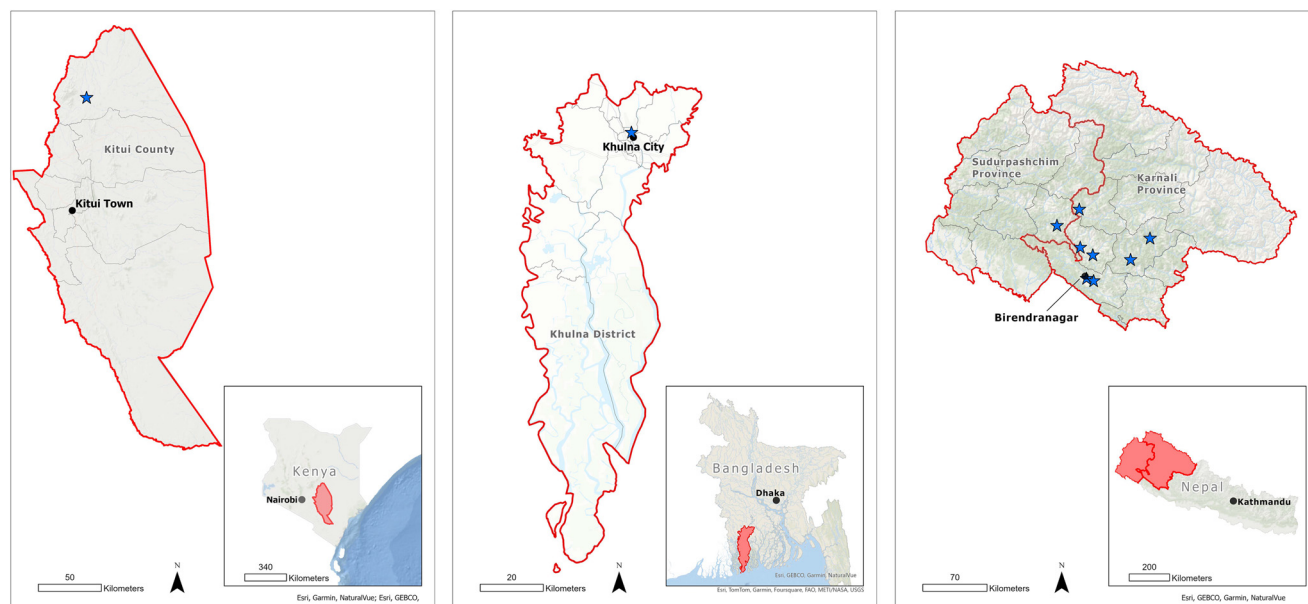 Kitui County
Kitui Town
Kenya
Nairobi
50
Kilometers
N
340
Kilometers
Esri, Garmin, NaturalVue; Esri, GEBCO,
Khulna City
Khulna District
Bangladesh
Dhaka
Esri, GEBCO, Garmin, NaturalVue
20
Kilometers
N
Esri, TomTom, Garmin, Foursquare, FAO, METI/NASA, USGS
Sudurpashchim
Province
Karnali
Province
Birendranagar
Nepal
Kathmandu
70
Kilometers
N
200
Kilometers
Esri, GEBCO, Garmin, NaturalVue